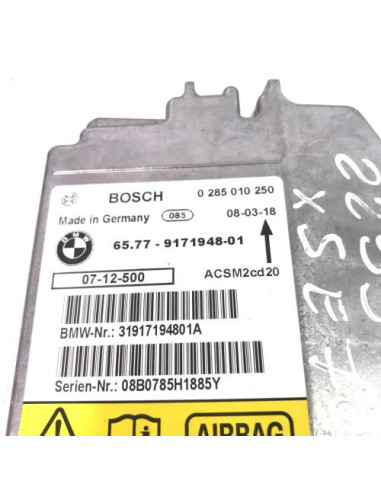 BOSCH 0 285 010 250
Made in Germany 085 08-03-18
BMW 65.77 - 9171948-01
07-12-500 ACSM2cd20
BMW-Nr.: 31917194801A
Serien-Nr.: 08B0785H1885Y
AIRBAG